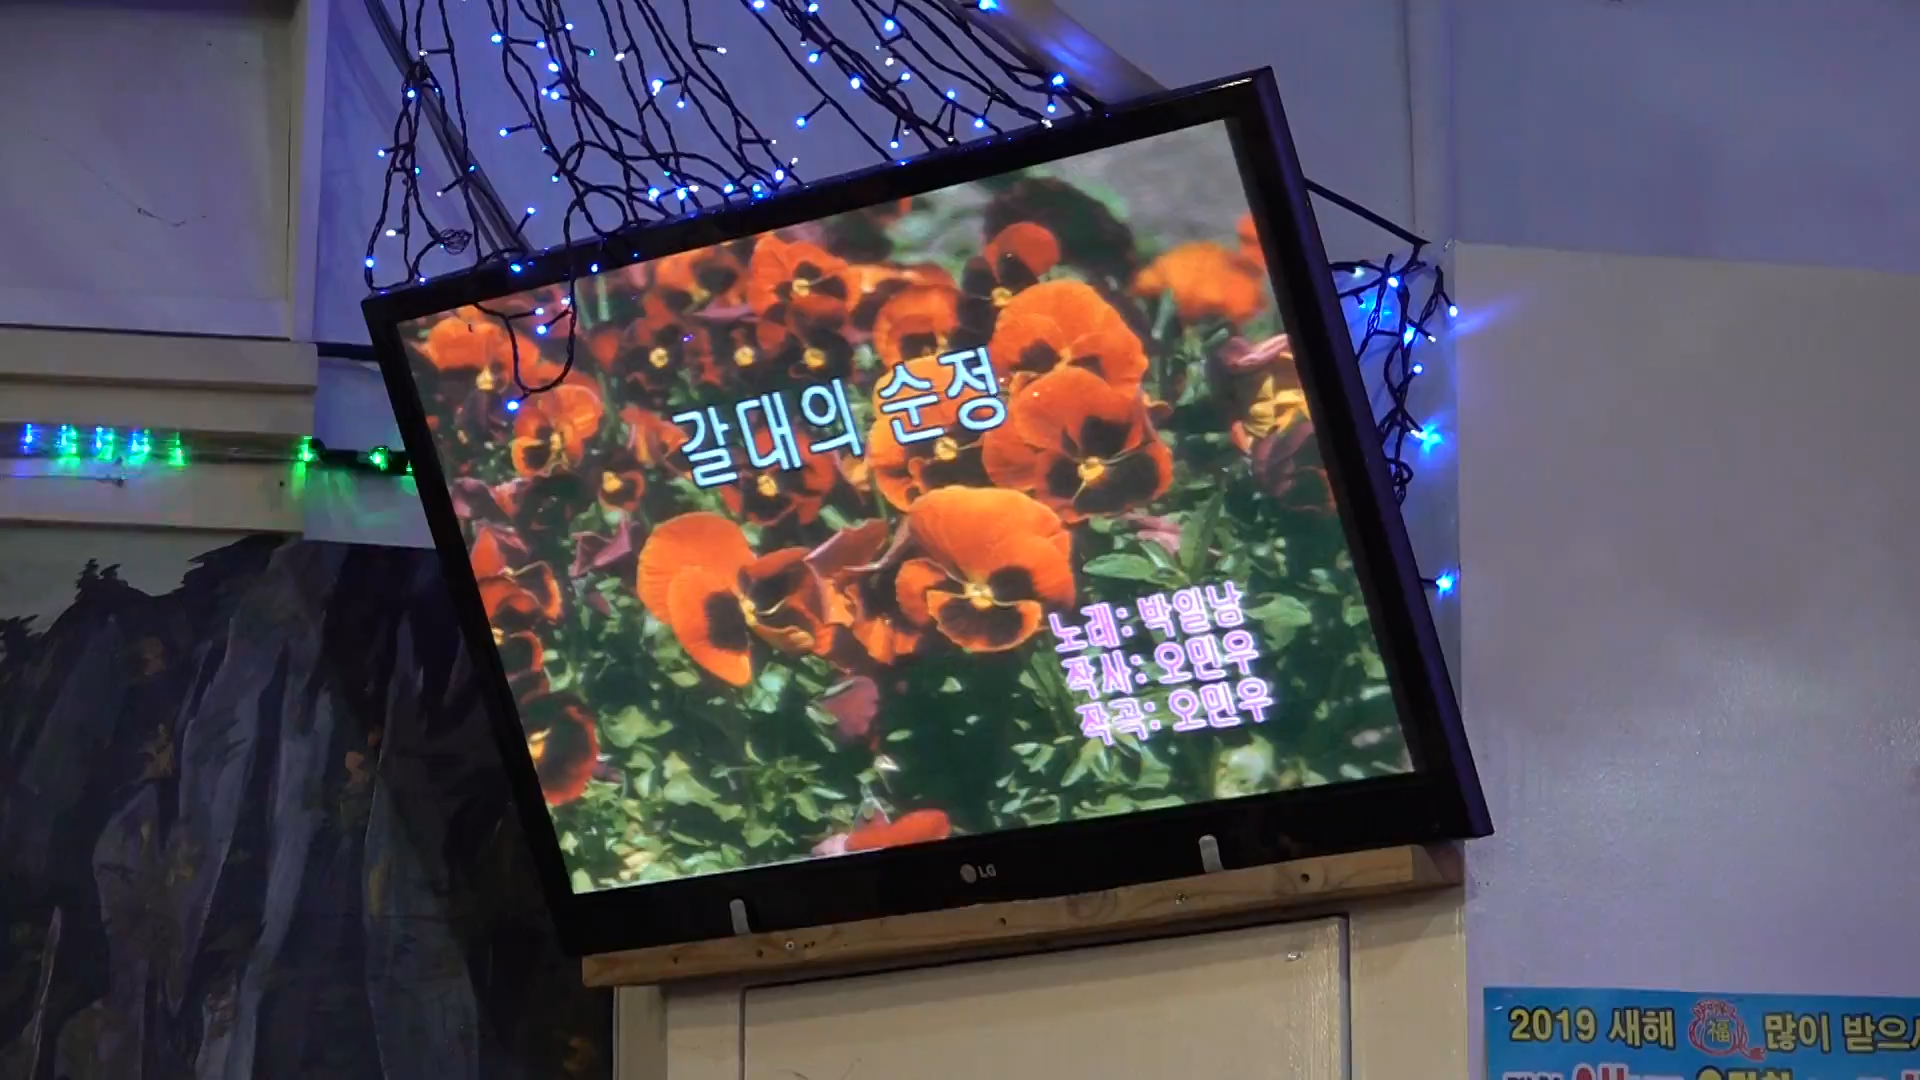 갈대의 순정
노래: 박일남
작사: 오민우
작곡: 오민우
LG
2019 새해 福 많이 받으